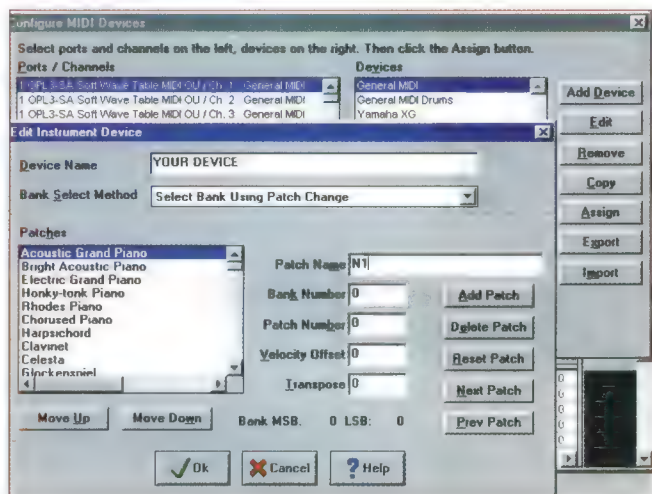 Configure MIDI Devices
Select ports and channels on the left, devices on the right. Then click the Assign button.
Ports / Channels
Devices
1 OPL3-SA Soft Wave Table MIDI OU / Ch. 1 General MIDI
1 OPL3-SA Soft Wave Table MIDI OU / Ch. 2 General MIDI
1 OPL3-SA Soft Wave Table MIDI OU / Ch. 3 General MIDI
General MIDI
General MIDI Drums
Yamaha XG
Add Device
Edit
Remove
Copy
Assign
Export
Import
Edit Instrument Device
Device Name
YOUR DEVICE
Bank Select Method
Select Bank Using Patch Change
Patches
Acoustic Grand Piano
Bright Acoustic Piano
Electric Grand Piano
Honky-tonk Piano
Rhodes Piano
Chorused Piano
Harpsichord
Clavinet
Celesta
Glockenspiel
Patch Name N1
Bank Number 0
Patch Number 0
Velocity Offset 0
Transpose 0
Add Patch
Delete Patch
Reset Patch
Next Patch
Prev Patch
Move Up
Move Down
Bank MSB: 0 LSB: 0
Ok
Cancel
Help